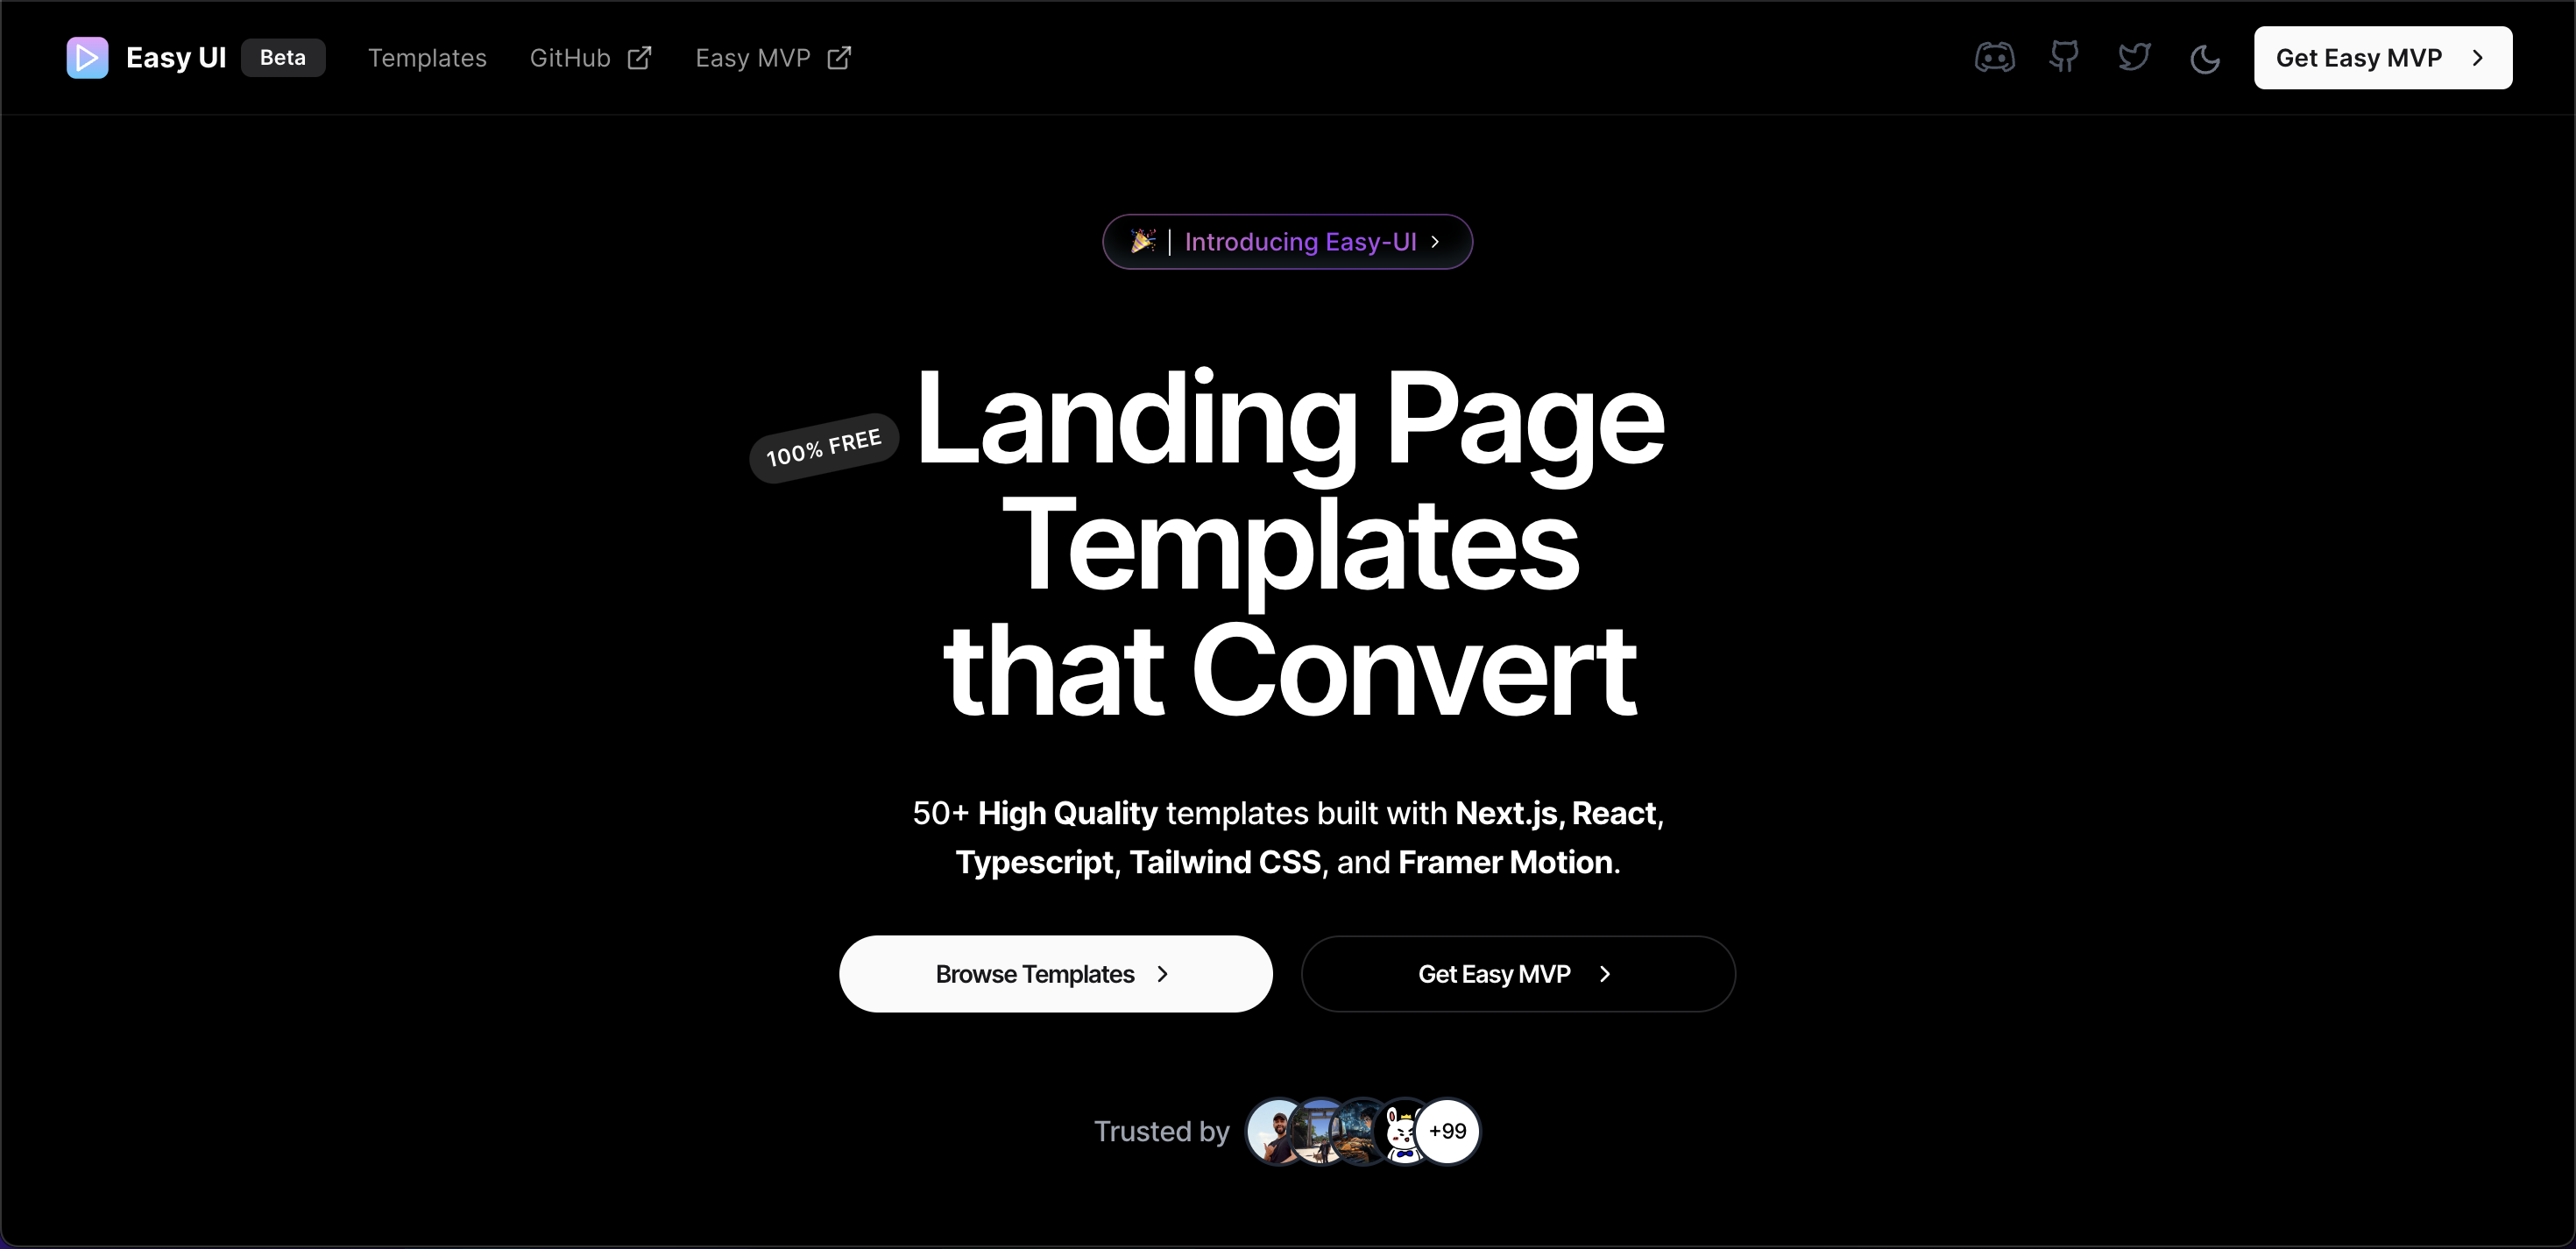 Easy UI Beta Templates GitHub Easy MVP Get Easy MVP
🎉 | Introducing Easy-UI
100% FREE
Landing Page
Templates
that Convert
50+ High Quality templates built with Next.js, React,
Typescript, Tailwind CSS, and Framer Motion.
Browse Templates Get Easy MVP
Trusted by +99